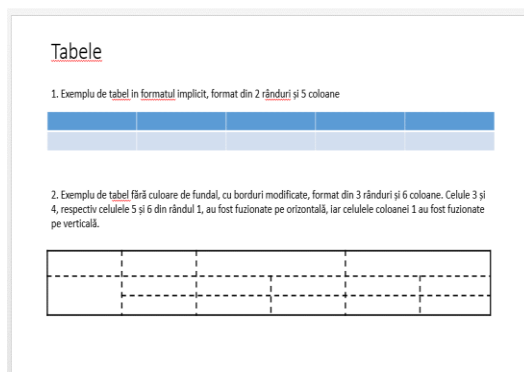 Tabele
1. Exemplu de tabel in formatul implicit, format din 2 rânduri și 5 coloane
2. Exemplu de tabel fără culoare de fundal, cu borduri modificate, format din 3 rânduri și 6 coloane. Celule 3 și
4, respectiv celulele 5 și 6 din rândul 1, au fost fuzionate pe orizontală, iar celulele coloanei 1 au fost fuzionate
pe verticală.